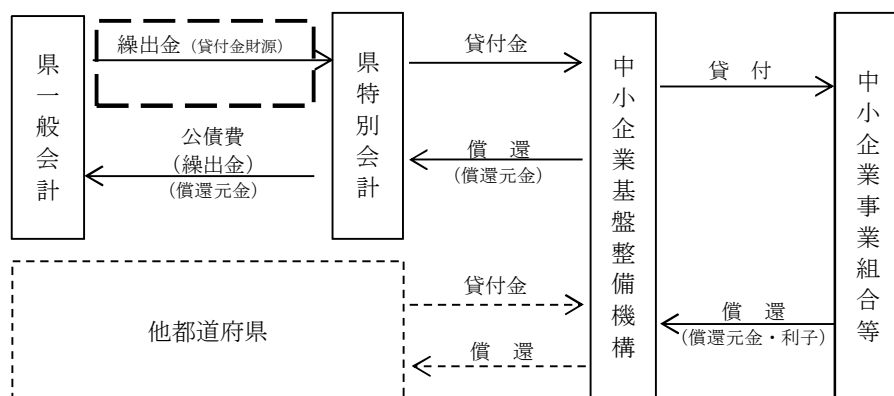 県一般会計
繰出金（貸付金財源）
公債費
(繰出金)
(償還元金)
県特別会計
貸付金
償　還
(償還元金)
中小企業基盤整備機構
貸　付
償　還
(償還元金・利子)
中小企業事業組合等
他都道府県
貸付金
償　還